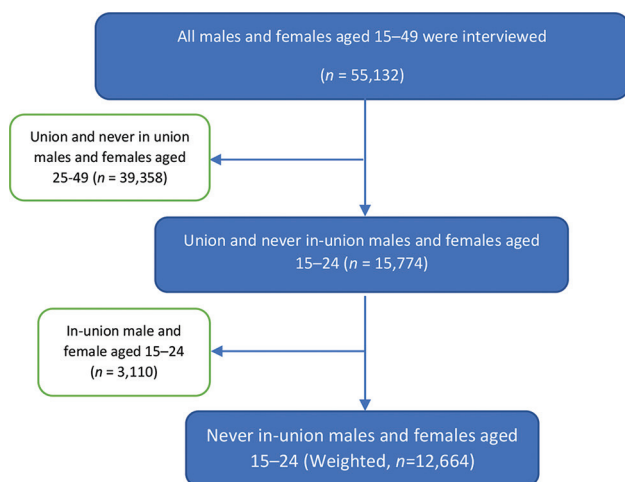 All males and females aged 15–49 were interviewed
(n = 55,132)
Union and never in union
males and females aged
25-49 (n = 39,358)
Union and never in-union males and females aged
15–24 (n = 15,774)
In-union male and
female aged 15–24
(n = 3,110)
Never in-union males and females aged
15–24 (Weighted, n=12,664)